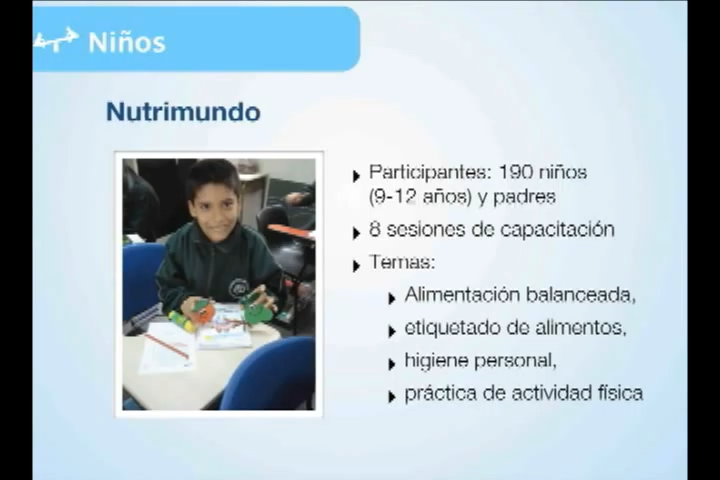 Niños
Nutrimundo
Participantes: 190 niños
(9-12 años) y padres
8 sesiones de capacitación
Temas:
Alimentación balanceada,
etiquetado de alimentos,
higiene personal,
práctica de actividad física